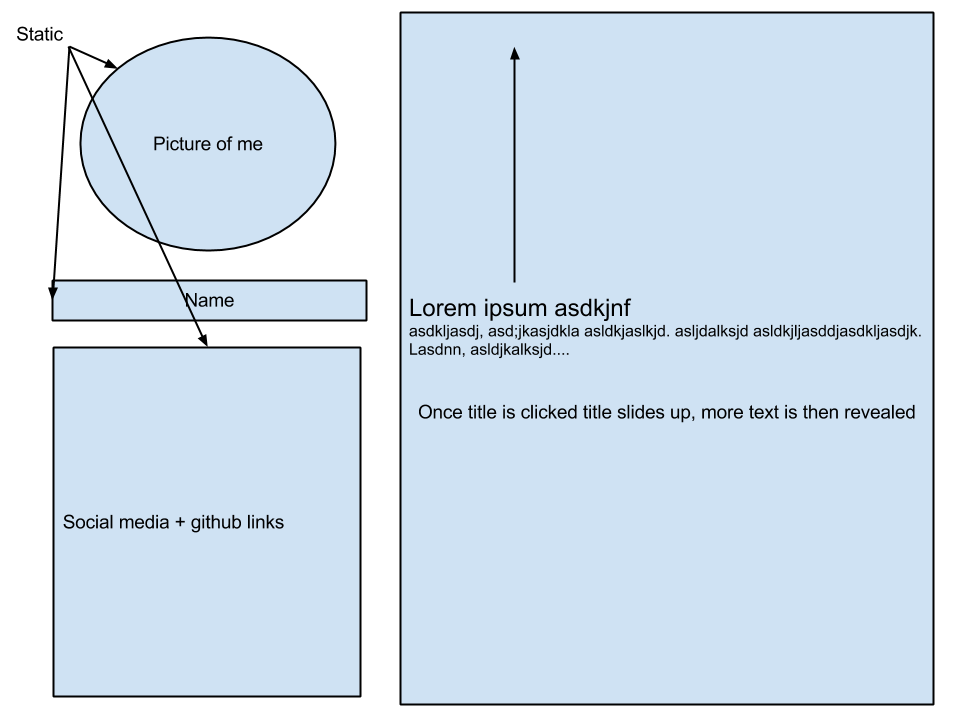 Static
Picture of me
Name
Social media + github links
Lorem ipsum asdkjnf
asdkljasdj, asd;jkasjdkla asldkjaslkjd. asljdalksjd asldkjljasddjasdkljasdjk.
Lasdnn, asldjkalksjd....
Once title is clicked title slides up, more text is then revealed